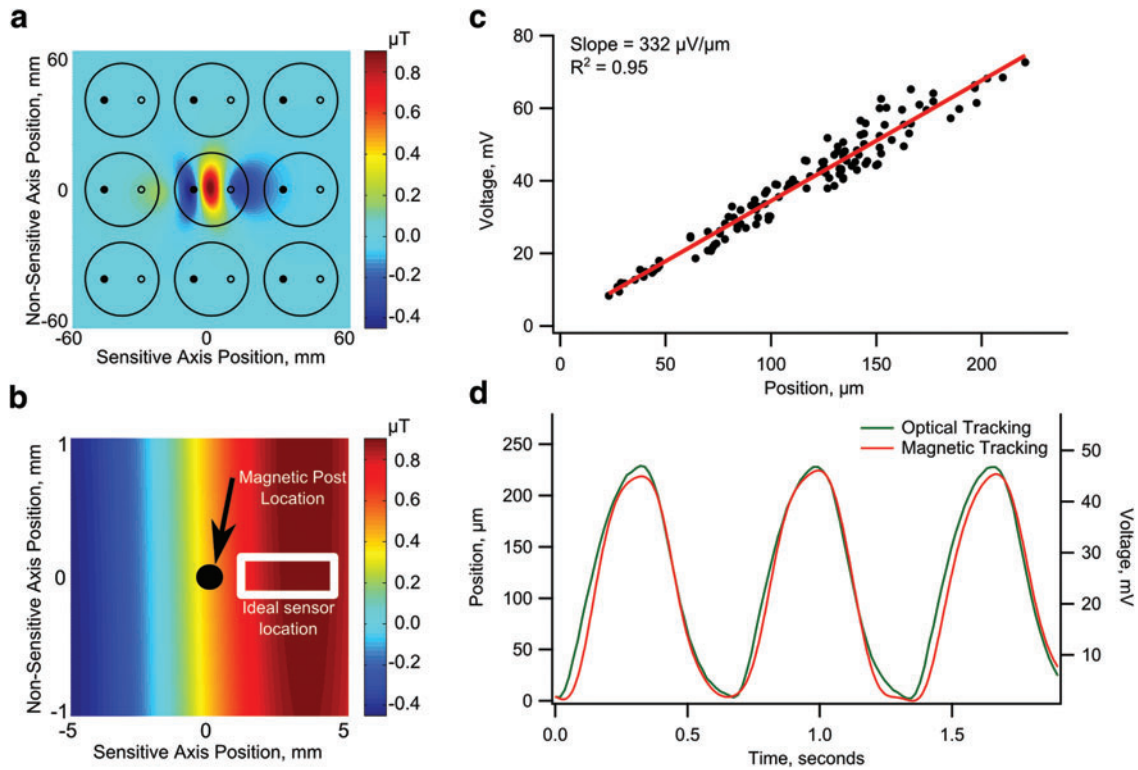 a
µT
60
0
-60
-60
0
60
Non-Sensitive Axis Position, mm
Sensitive Axis Position, mm
0.8
0.6
0.4
0.2
0.0
-0.2
-0.4
b
µT
1
0
-1
-5
0
5
Non-Sensitive Axis Position, mm
Sensitive Axis Position, mm
Magnetic Post
Location
Ideal sensor
location
0.8
0.6
0.4
0.2
0.0
-0.2
-0.4
c
Slope = 332 µV/µm
R² = 0.95
80
60
40
20
0
Voltage, mV
0
50
100
150
200
Position, µm
d
Optical Tracking
Magnetic Tracking
250
200
150
100
50
0
Position, µm
50
40
30
20
10
Voltage, mV
0.0
0.5
1.0
1.5
Time, seconds